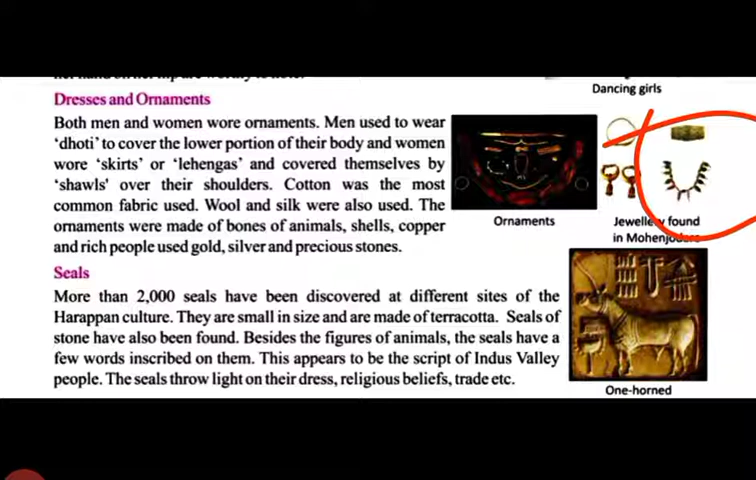 Dancing girls
Dresses and Ornaments
Both men and women wore ornaments. Men used to wear
‘dhoti’ to cover the lower portion of their body and women
wore ‘skirts’ or ‘lehengas’ and covered themselves by
‘shawls’ over their shoulders. Cotton was the most
common fabric used. Wool and silk were also used. The
ornaments were made of bones of animals, shells, copper
and rich people used gold, silver and precious stones.
Ornaments
Jewellery found
in Mohenjodaro
Seals
More than 2,000 seals have been discovered at different sites of the
Harappan culture. They are small in size and are made of terracotta. Seals of
stone have also been found. Besides the figures of animals, the seals have a
few words inscribed on them. This appears to be the script of Indus Valley
people. The seals throw light on their dress, religious beliefs, trade etc.
One-horned